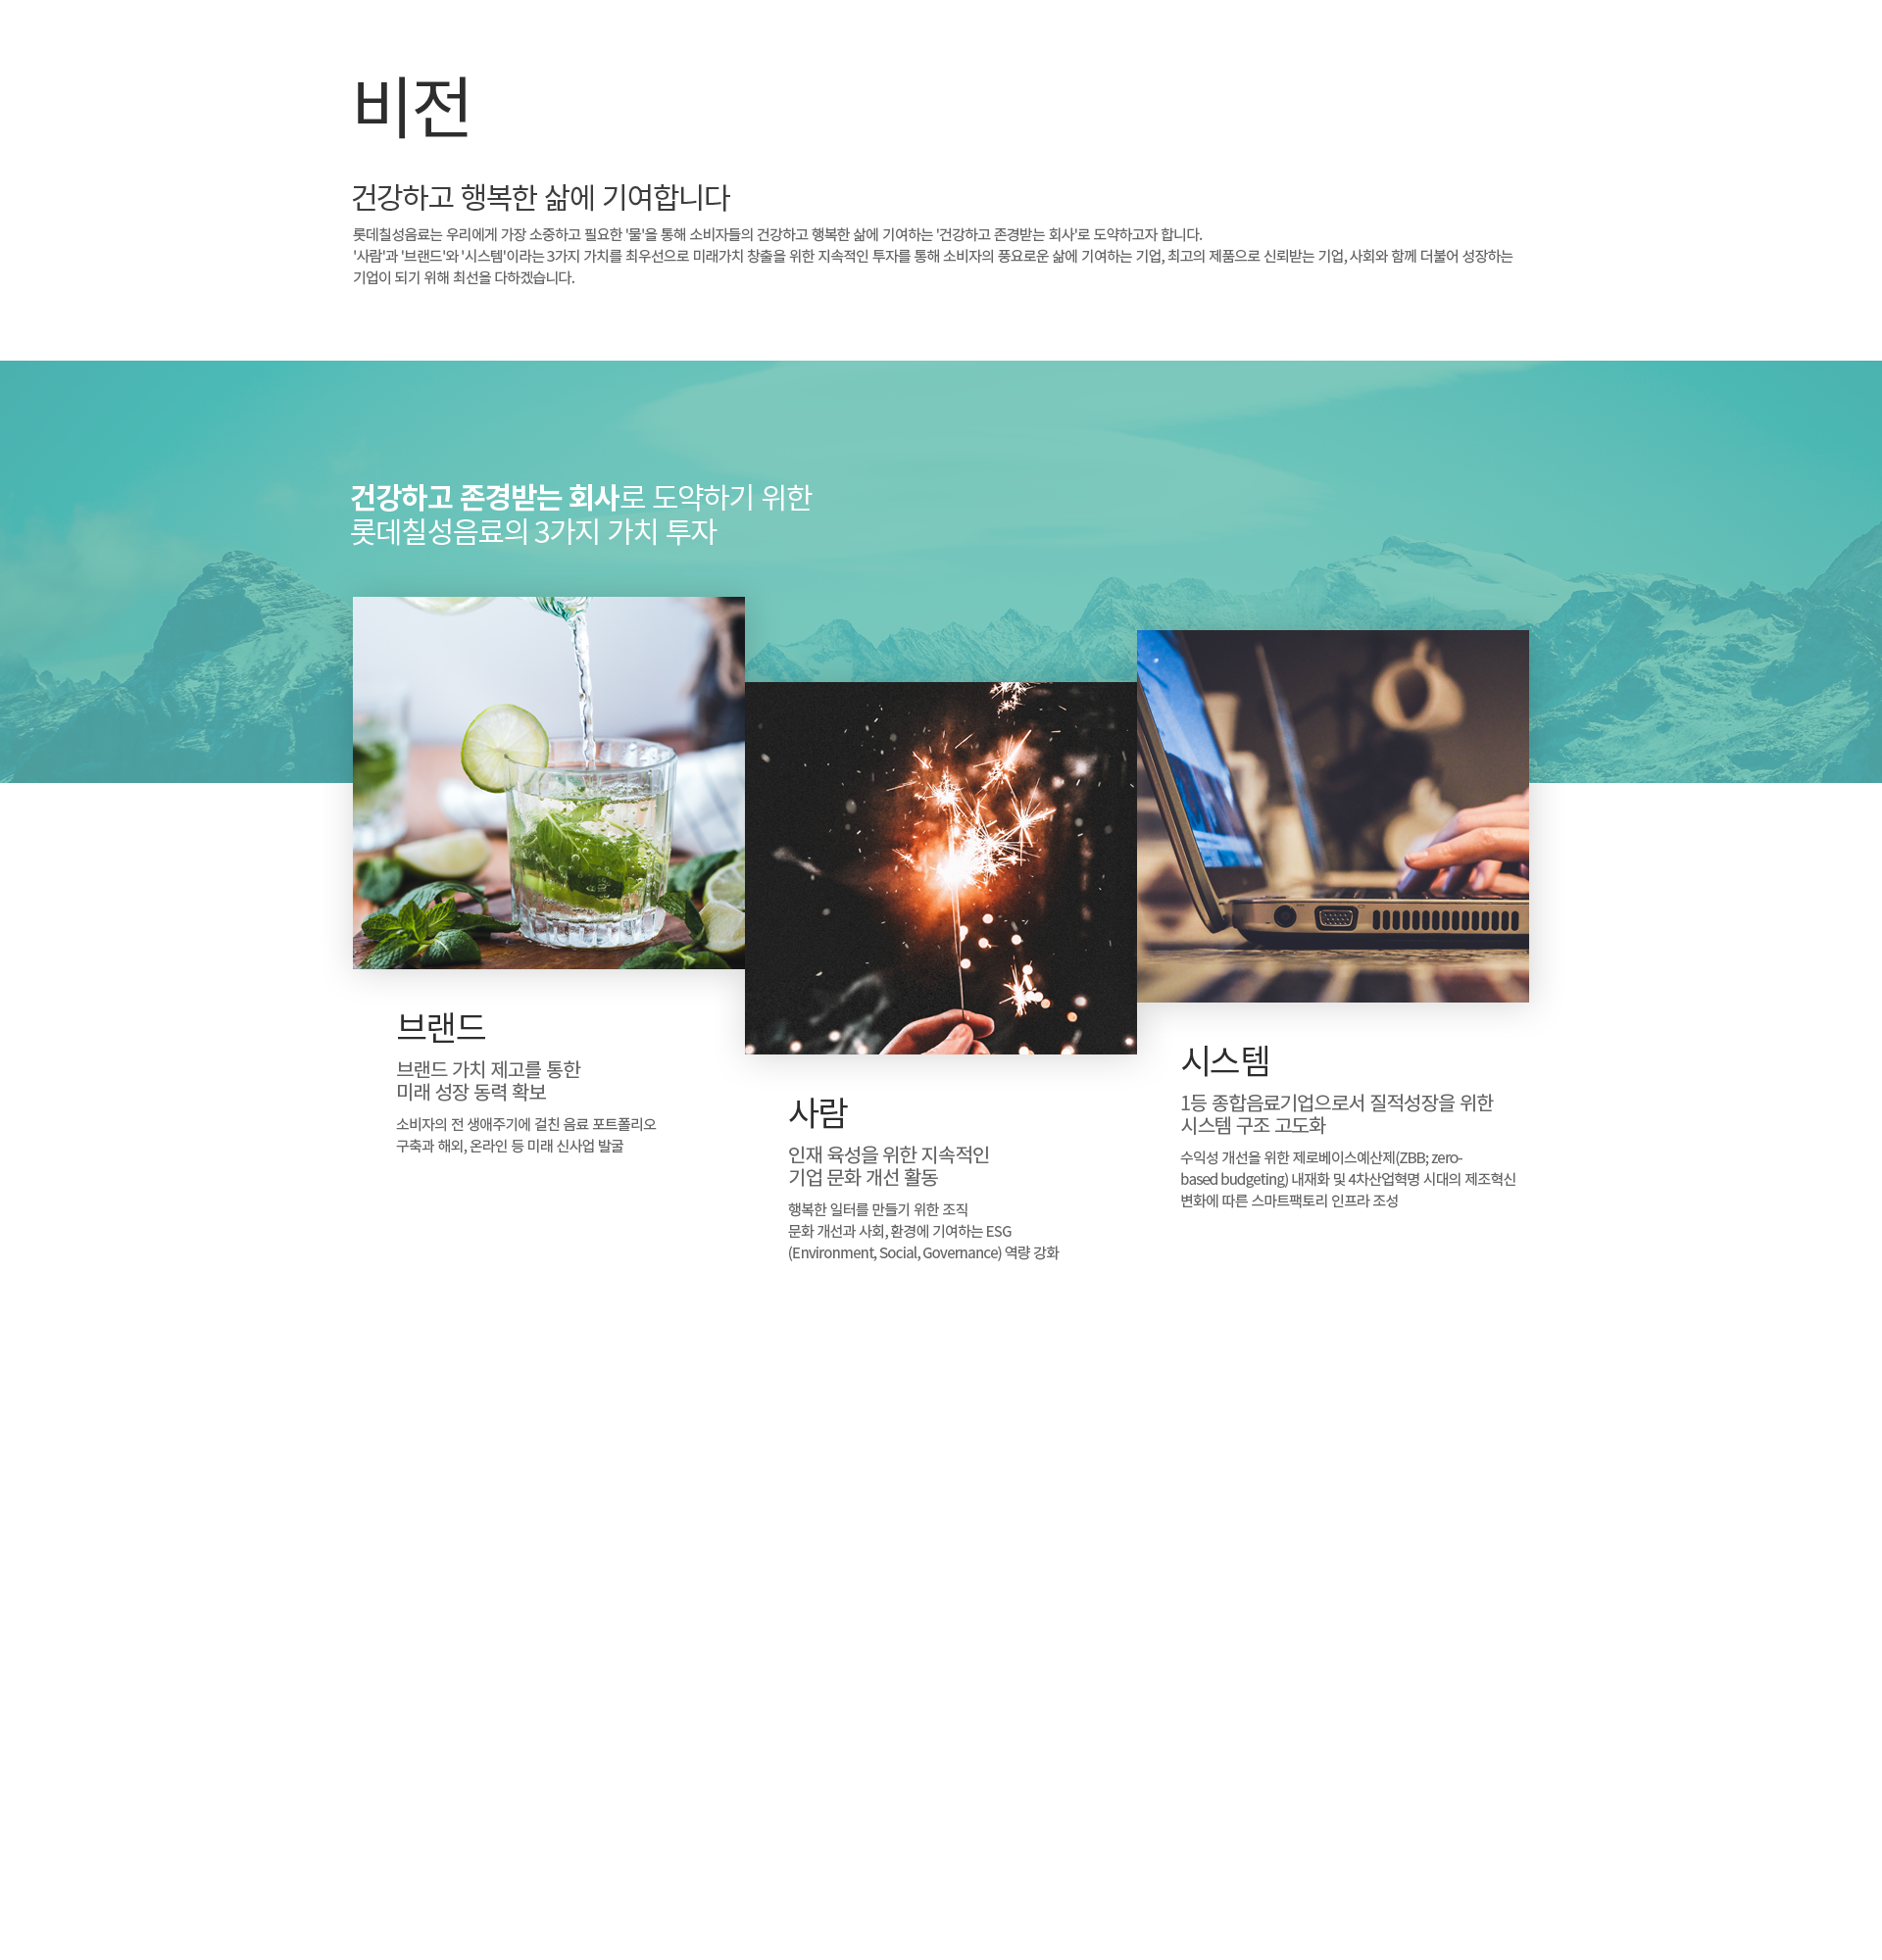 비전
건강하고 행복한 삶에 기여합니다
롯데칠성음료는 우리에게 가장 소중하고 필요한 '물'을 통해 소비자들의 건강하고 행복한 삶에 기여하는 '건강하고 존경받는 회사'로 도약하고자 합니다.
'사람'과 '브랜드'와 '시스템'이라는 3가지 가치를 최우선으로 미래가치 창출을 위한 지속적인 투자를 통해 소비자의 풍요로운 삶에 기여하는 기업, 최고의 제품으로 신뢰받는 기업, 사회와 함께 더불어 성장하는
기업이 되기 위해 최선을 다하겠습니다.
건강하고 존경받는 회사로 도약하기 위한
롯데칠성음료의 3가지 가치 투자
브랜드
브랜드 가치 제고를 통한
미래 성장 동력 확보
소비자의 전 생애주기에 걸친 음료 포트폴리오
구축과 해외, 온라인 등 미래 신사업 발굴
사람
인재 육성을 위한 지속적인
기업 문화 개선 활동
행복한 일터를 만들기 위한 조직
문화 개선과 사회, 환경에 기여하는 ESG
(Environment, Social, Governance) 역량 강화
시스템
1등 종합음료기업으로서 질적성장을 위한
시스템 구조 고도화
수익성 개선을 위한 제로베이스예산제(ZBB; zero-
based budgeting) 내재화 및 4차산업혁명 시대의 제조혁신
변화에 따른 스마트팩토리 인프라 조성